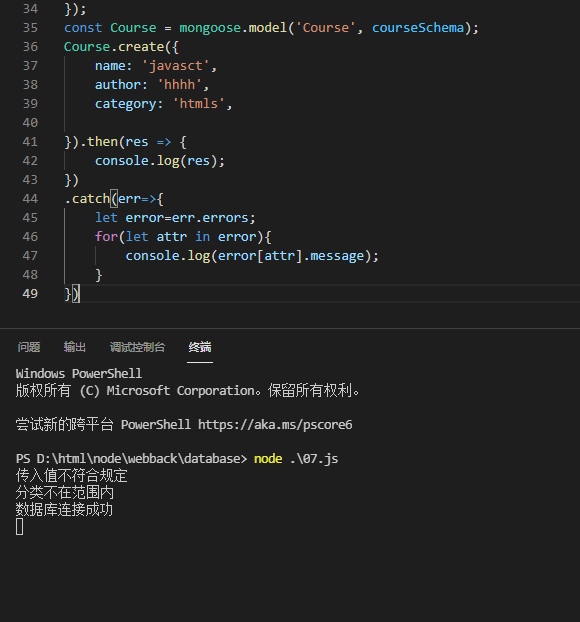 34 });
35 const Course = mongoose.model('Course', courseSchema);
36 Course.create({
37     name: 'javasct',
38     author: 'hhhh',
39     category: 'htmls',
40
41 }).then(res => {
42     console.log(res);
43 })
44 .catch(err=>{
45     let error=err.errors;
46     for(let attr in error){
47         console.log(error[attr].message);
48     }
49 })
问题 输出 调试控制台 终端
Windows PowerShell
版权所有 (C) Microsoft Corporation。保留所有权利。
尝试新的跨平台 PowerShell https://aka.ms/pscore6
PS D:\html\node\webback\database> node .\07.js
传入值不符合规定
分类不在范围内
数据库连接成功